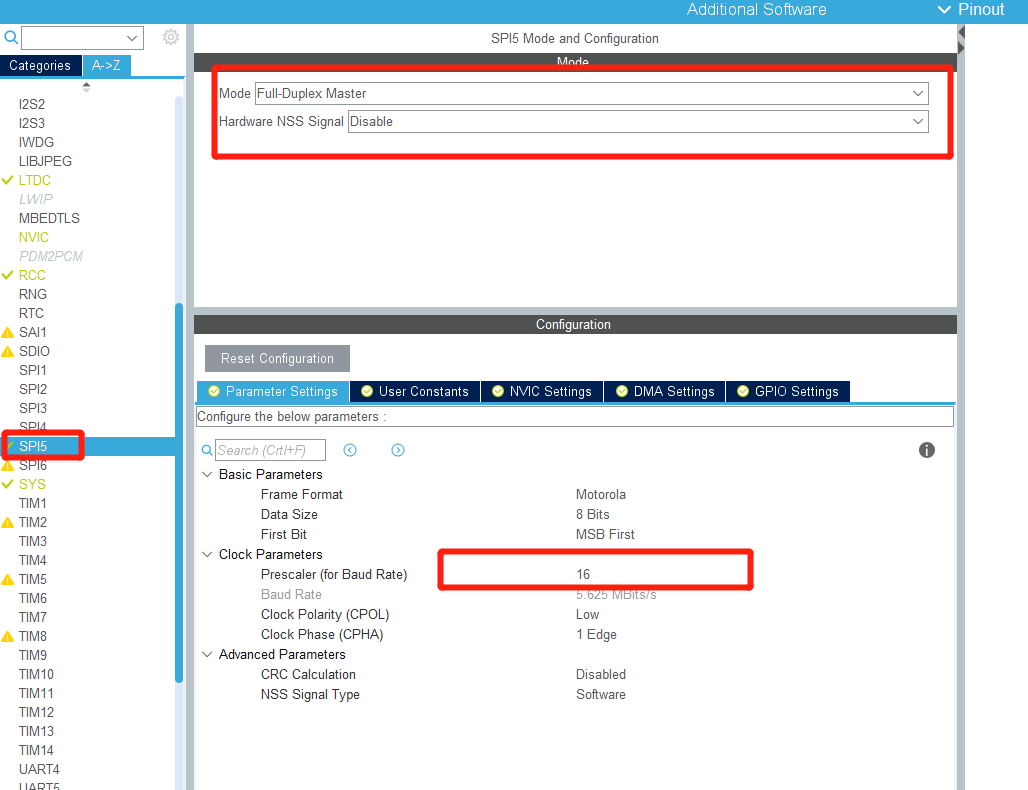 Additional Software
Pinout
SPI5 Mode and Configuration
Categories
A->Z
Mode
Mode Full-Duplex Master
Hardware NSS Signal Disable
I2S2
I2S3
IWDG
LIBJPEG
LTDC
LWIP
MBEDTLS
NVIC
PDM2PCM
RCC
RNG
RTC
SAI1
SDIO
SPI1
SPI2
SPI3
SPI4
SPI5
SPI6
SYS
TIM1
TIM2
TIM3
TIM4
TIM5
TIM6
TIM7
TIM8
TIM9
TIM10
TIM11
TIM12
TIM13
TIM14
UART4
UART5
Configuration
Reset Configuration
Parameter Settings
User Constants
NVIC Settings
DMA Settings
GPIO Settings
Configure the below parameters :
Search (Crtl+F)
Basic Parameters
Frame Format Motorola
Data Size 8 Bits
First Bit MSB First
Clock Parameters
Prescaler (for Baud Rate) 16
Baud Rate 5.625 MBits/s
Clock Polarity (CPOL) Low
Clock Phase (CPHA) 1 Edge
Advanced Parameters
CRC Calculation Disabled
NSS Signal Type Software